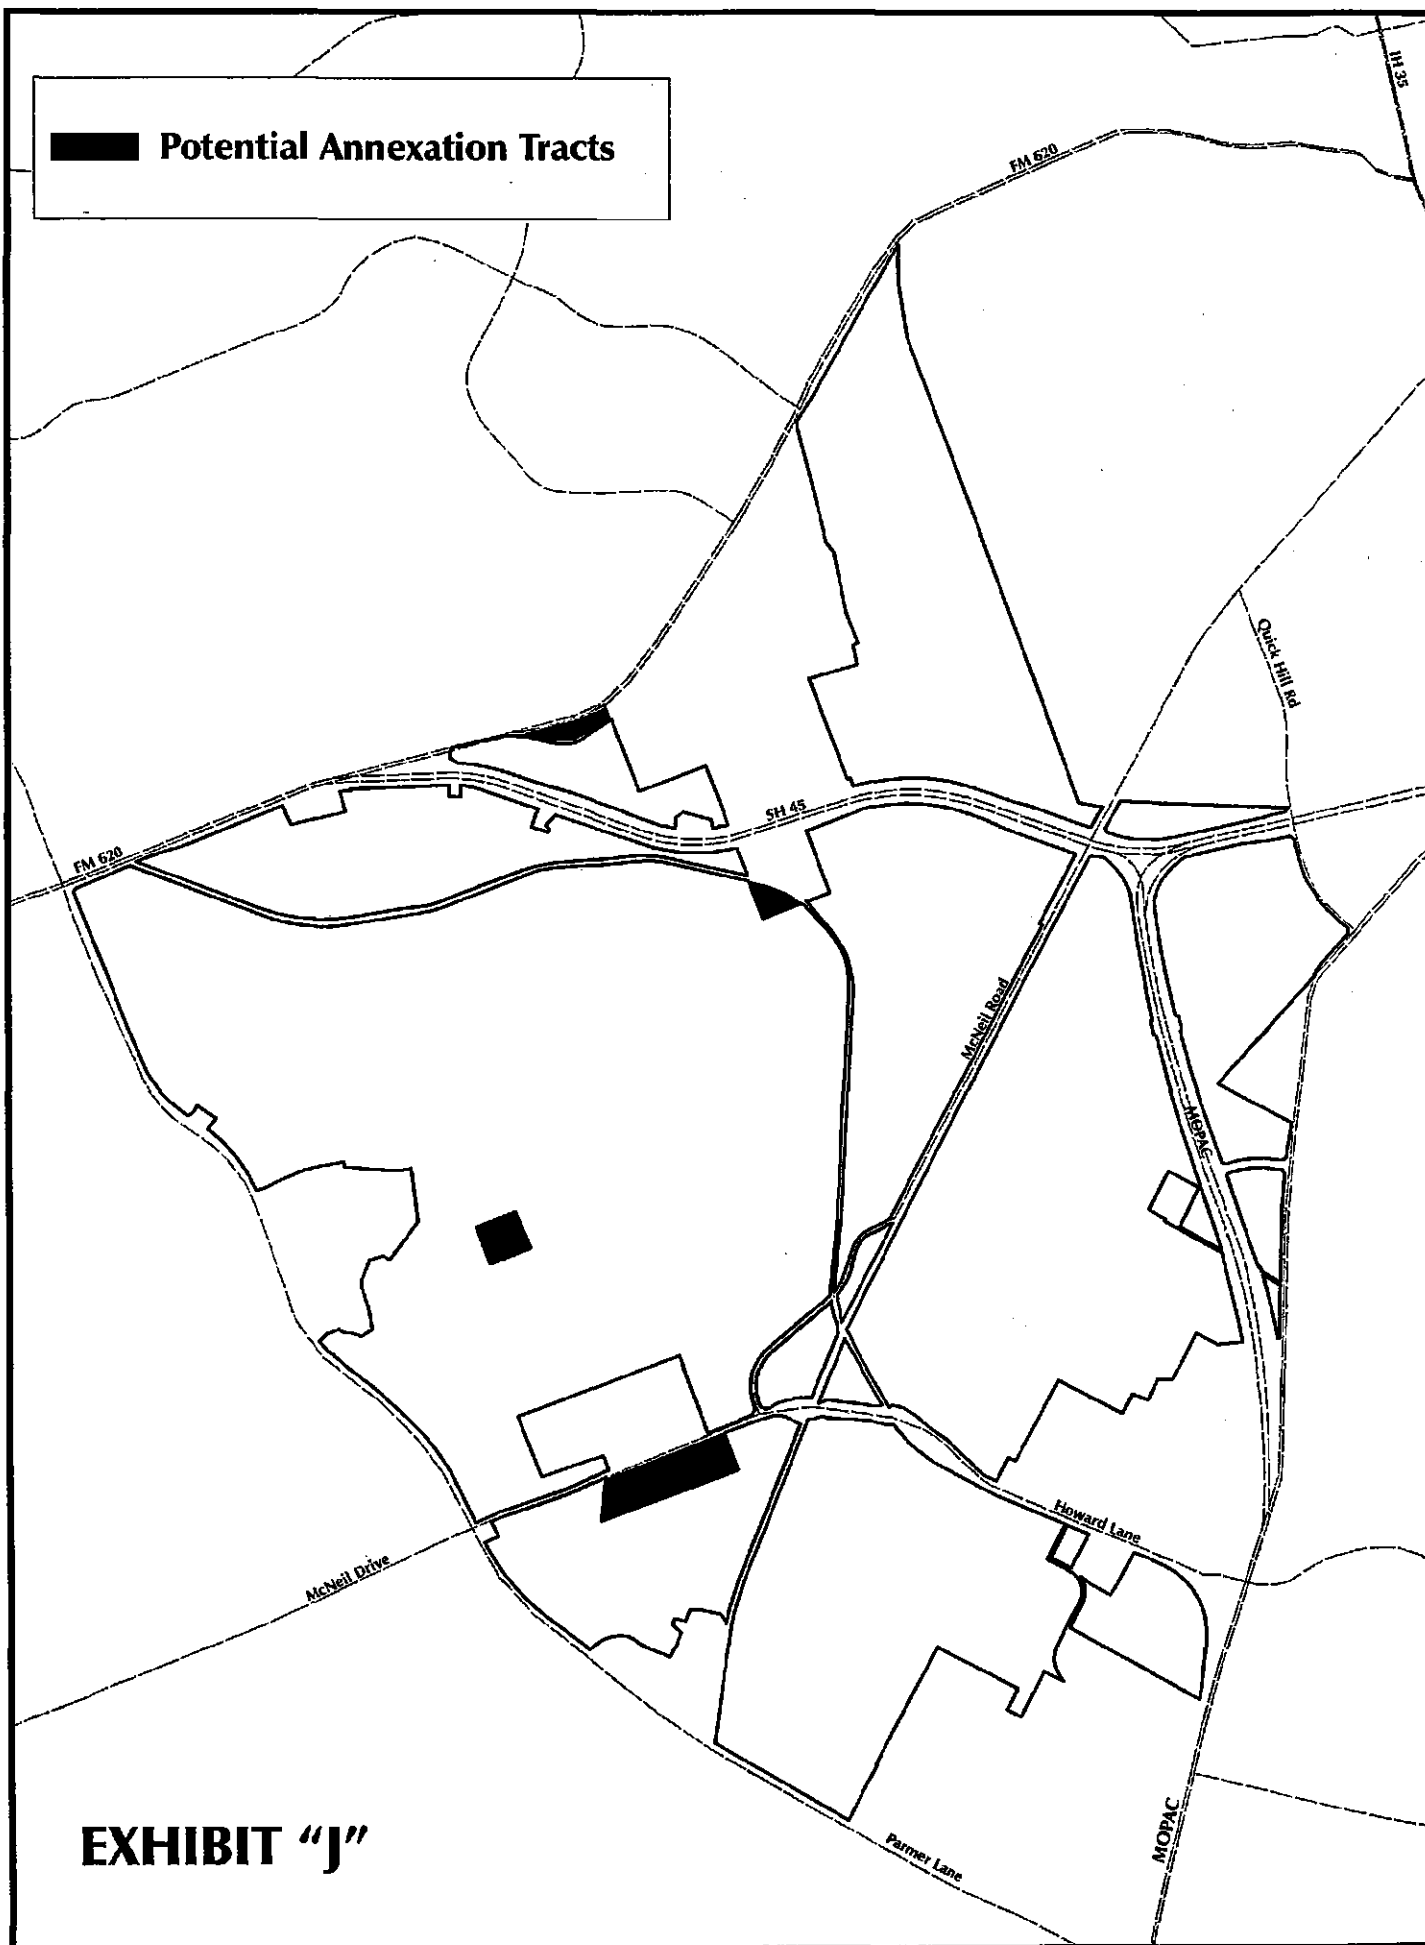 IH 35
Potential Annexation Tracts
FM 620
Quick Hill Rd
SH 45
FM 620
McNeil Road
MOPAC
Howard Lane
McNeil Drive
MOPAC
EXHIBIT “J”
Parmer Lane